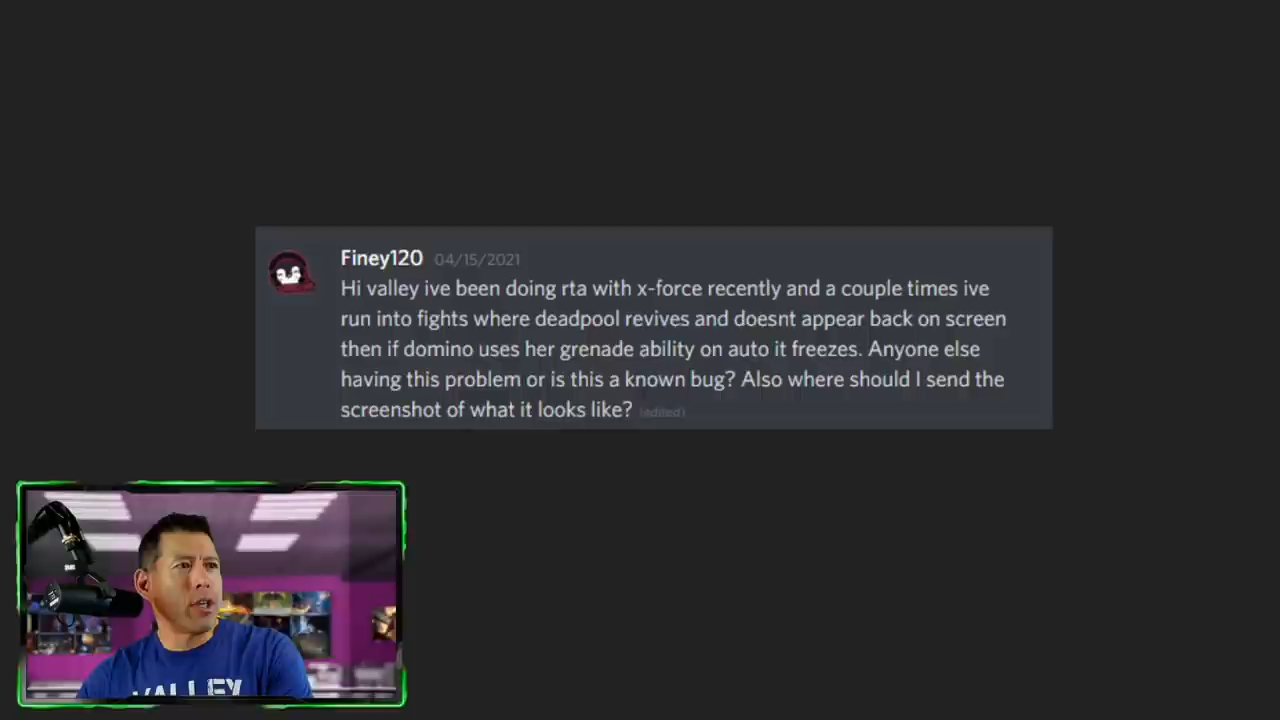 Finey120 04/15/2021
Hi valley ive been doing rta with x-force recently and a couple times ive
run into fights where deadpool revives and doesnt appear back on screen
then if domino uses her grenade ability on auto it freezes. Anyone else
having this problem or is this a known bug? Also where should I send the
screenshot of what it looks like? (edited)
VALLEY